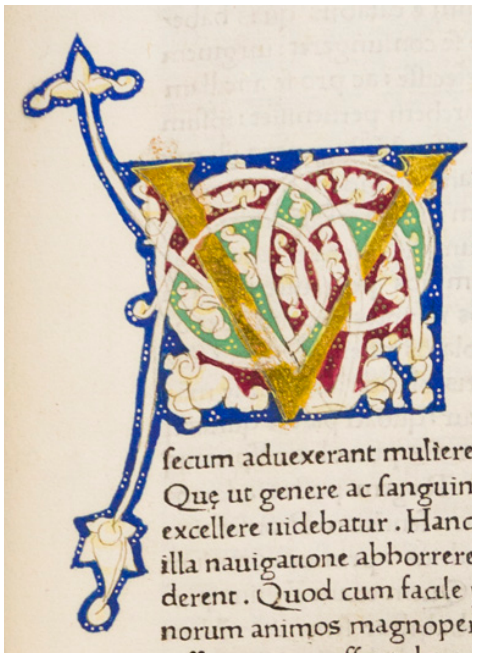 V
ſecum aduexerant muliere
Quę ut genere ac ſanguin
excellere uidebatur . Hanc
illa nauigatione abhorrere
derent . Quod cum facile
norum animos magnoper